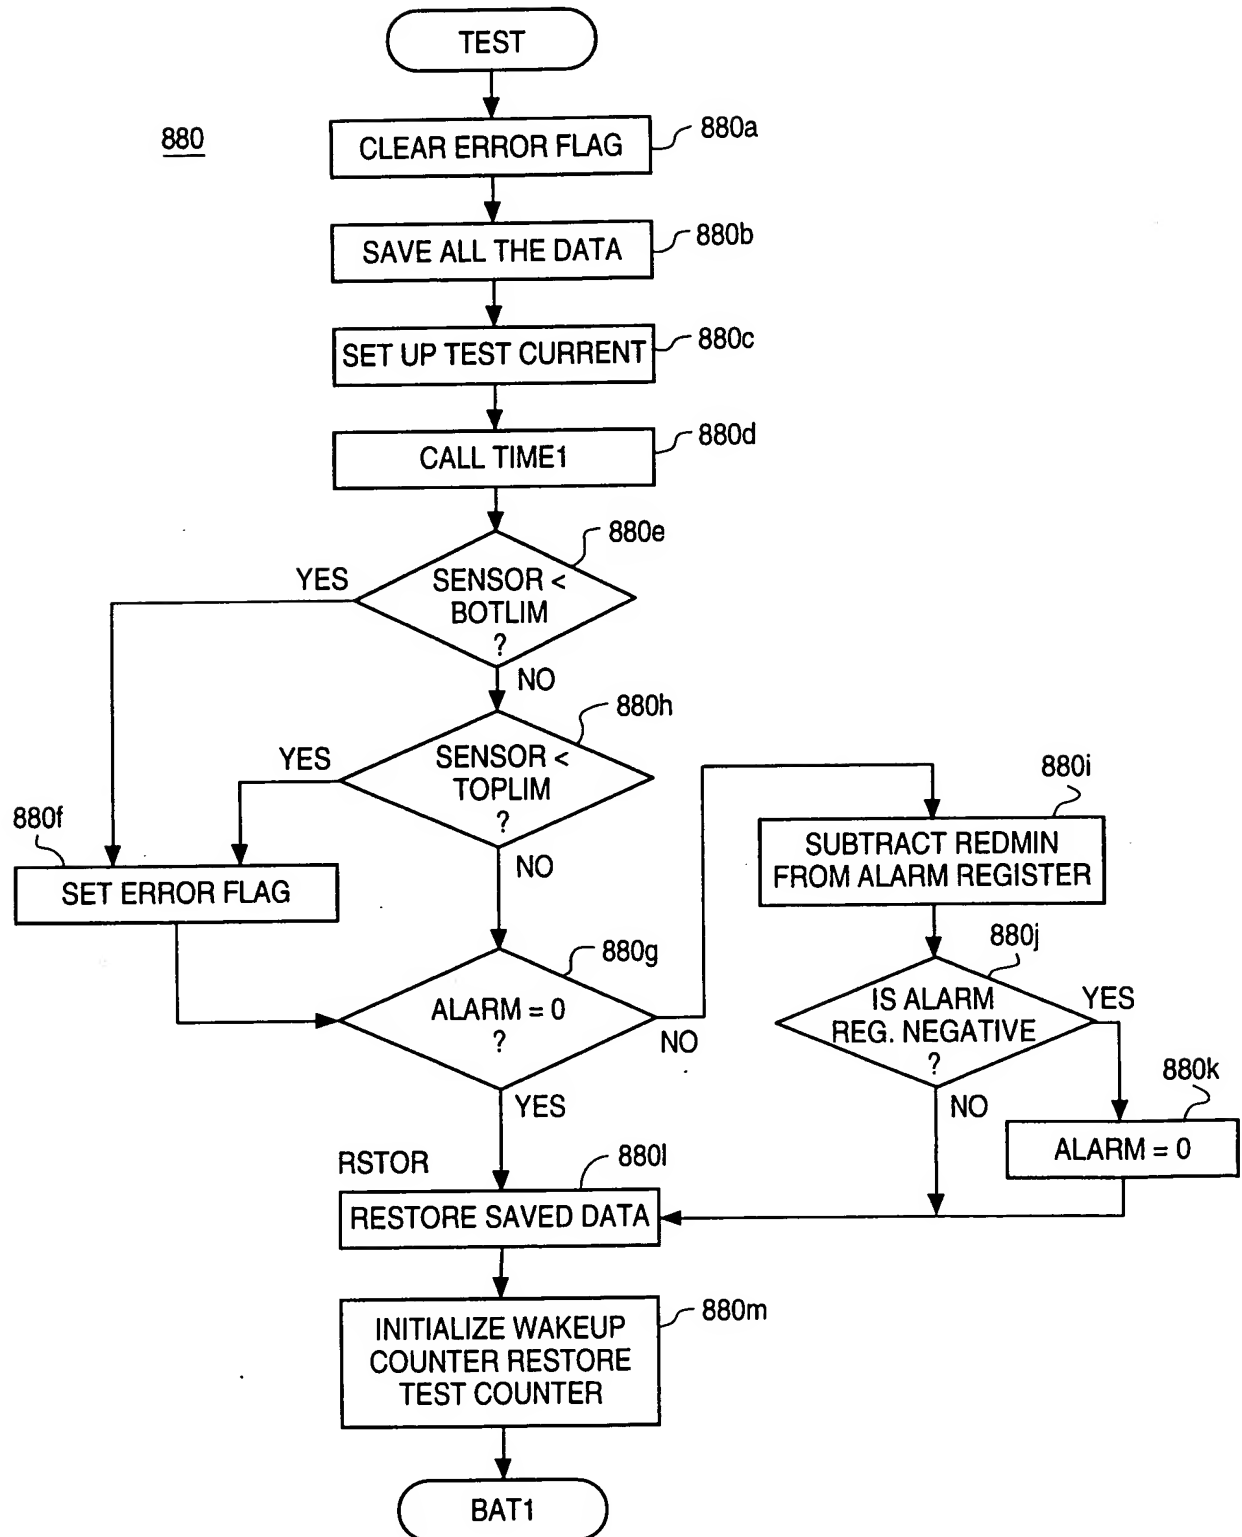 TEST
880
CLEAR ERROR FLAG
880a
SAVE ALL THE DATA
880b
SET UP TEST CURRENT
880c
CALL TIME1
880d
880e
YES
SENSOR <
BOTLIM
?
NO
880h
YES
SENSOR <
TOPLIM
?
NO
880f
SET ERROR FLAG
880i
SUBTRACT REDMIN
FROM ALARM REGISTER
880g
ALARM = 0
?
NO
YES
880j
IS ALARM
REG. NEGATIVE
?
YES
NO
880k
ALARM = 0
RSTOR
880l
RESTORE SAVED DATA
880m
INITIALIZE WAKEUP
COUNTER RESTORE
TEST COUNTER
BAT1